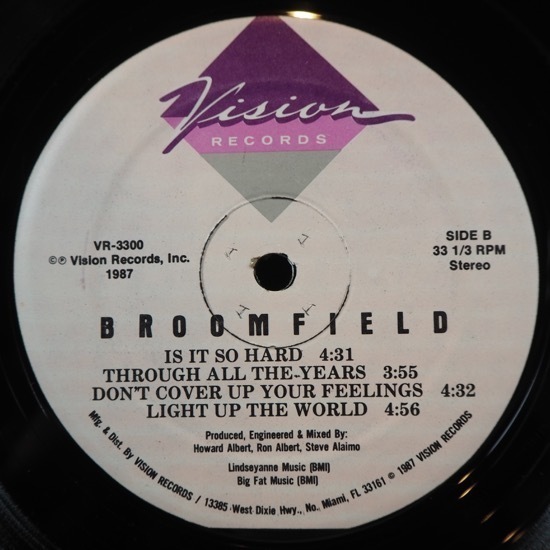 Vision
RECORDS
VR-3300
©℗ Vision Records, Inc.
1987
SIDE B
33 1/3 RPM
Stereo
BROOMFIELD
IS IT SO HARD 4:31
THROUGH ALL THE YEARS 3:55
DON'T COVER UP YOUR FEELINGS 4:32
LIGHT UP THE WORLD 4:56
Produced, Engineered & Mixed By:
Howard Albert, Ron Albert, Steve Alaimo
Lindseyanne Music (BMI)
Big Fat Music (BMI)
Mfg. & Dist. By VISION RECORDS / 13385 West Dixie Hwy., No. Miami, FL 33161 © 1987 VISION RECORDS